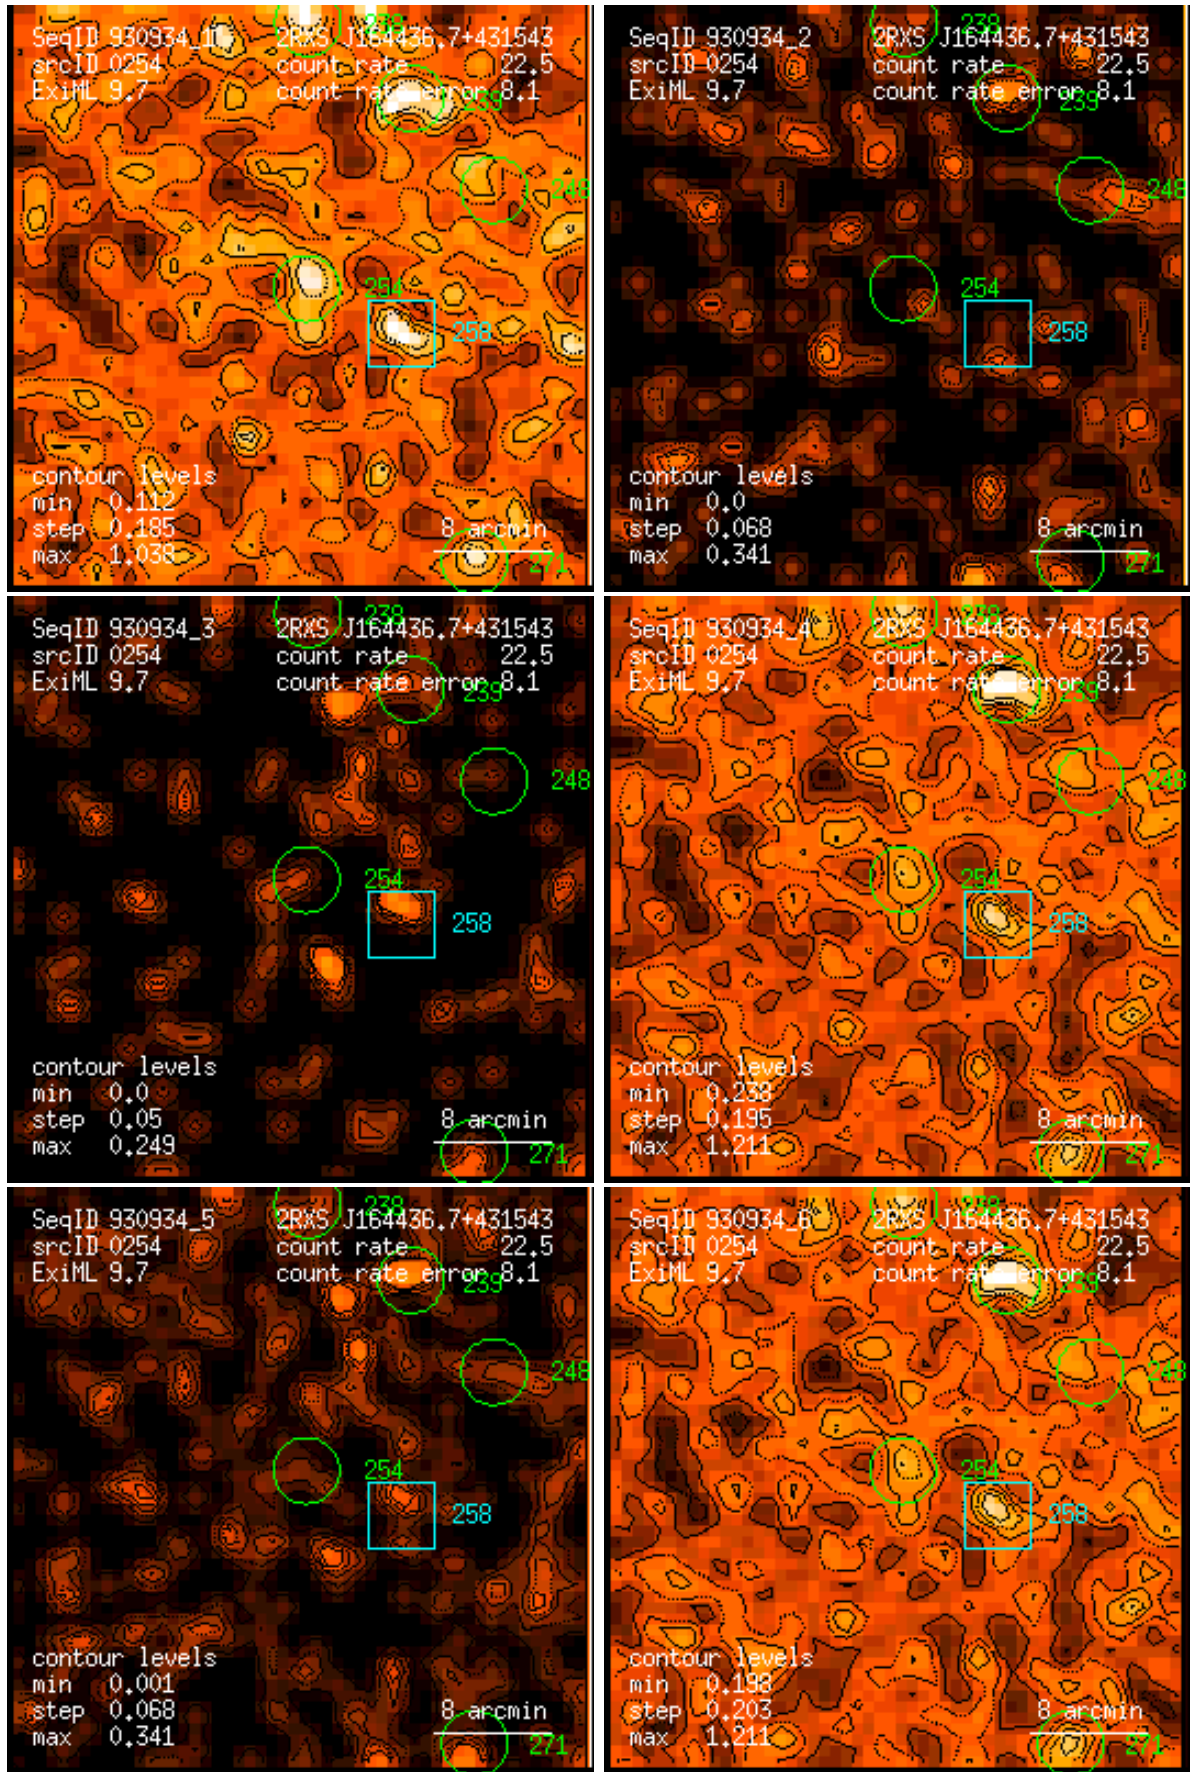 238
SeqID 930934_1 2RXS J164436.7+431543
srcID 0254 count rate 22.5
ExiML 9.7 count rate error 8.1
239
248
254
258
contour levels
min 0.112
step 0.185 8 arcmin
max 1.038 271
238
SeqID 930934_2 2RXS J164436.7+431543
srcID 0254 count rate 22.5
ExiML 9.7 count rate error 8.1
239
248
254
258
contour levels
min 0.0
step 0.068 8 arcmin
max 0.341 271
238
SeqID 930934_3 2RXS J164436.7+431543
srcID 0254 count rate 22.5
ExiML 9.7 count rate error 8.1
239
248
254
258
contour levels
min 0.0
step 0.05 8 arcmin
max 0.249 271
238
SeqID 930934_4 2RXS J164436.7+431543
srcID 0254 count rate 22.5
ExiML 9.7 count rate error 8.1
239
248
254
258
contour levels
min 0.238
step 0.195 8 arcmin
max 1.211 271
238
SeqID 930934_5 2RXS J164436.7+431543
srcID 0254 count rate 22.5
ExiML 9.7 count rate error 8.1
239
248
254
258
contour levels
min 0.001
step 0.068 8 arcmin
max 0.341 271
238
SeqID 930934_6 2RXS J164436.7+431543
srcID 0254 count rate 22.5
ExiML 9.7 count rate error 8.1
239
248
254
258
contour levels
min 0.198
step 0.203 8 arcmin
max 1.211 271